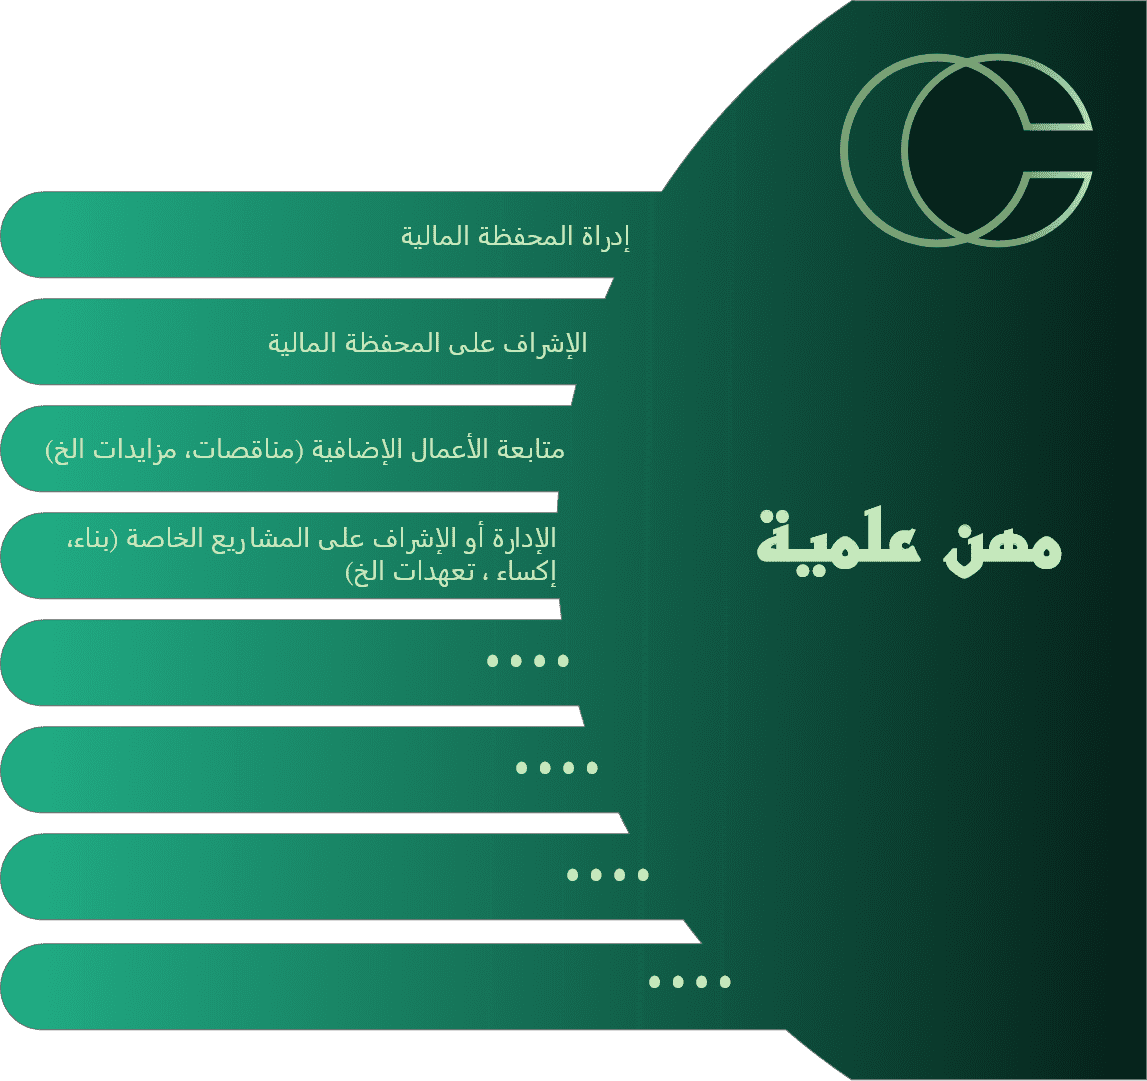 إدراة المحفظة المالية
الإشراف على المحفظة المالية
متابعة الأعمال الإضافية (مناقصات، مزايدات الخ)
الإدارة أو الإشراف على المشاريع الخاصة (بناء،
إكساء ، تعهدات الخ)
مهن علمية
••••
••••
••••
••••